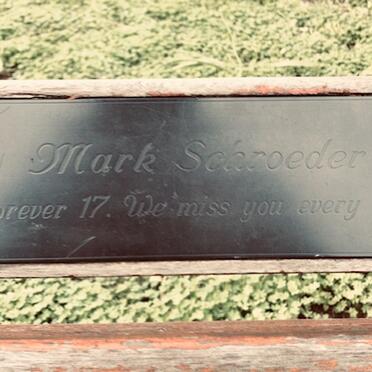 Mark Schroeder
orever 17. We miss you every